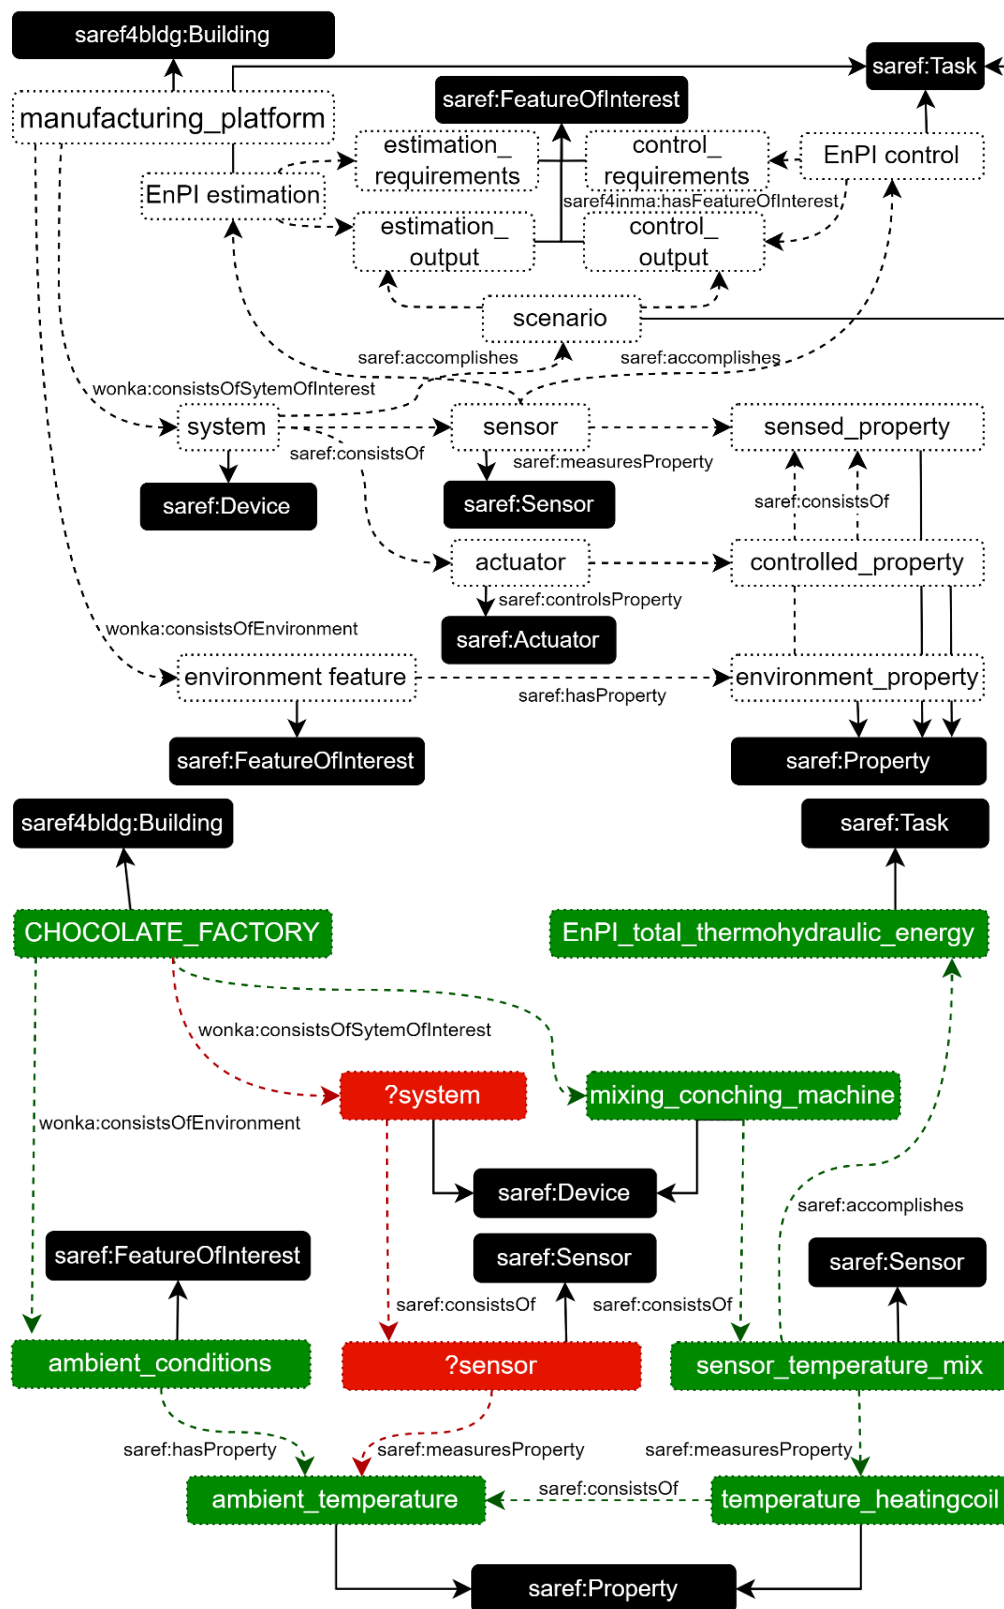 saref4bldg:Building
saref:Task
manufacturing_platform
saref:FeatureOfInterest
estimation_
requirements
control_
requirements
EnPI control
EnPI estimation
saref4inma:hasFeatureOfInterest
estimation_
output
control_
output
scenario
saref:accomplishes
saref:accomplishes
wonka:consistsOfSytemOfInterest
system
sensor
sensed_property
saref:consistsOf
saref:measuresProperty
saref:Device
saref:Sensor
saref:consistsOf
actuator
controlled_property
saref:controlsProperty
wonka:consistsOfEnvironment
saref:Actuator
environment feature
environment_property
saref:hasProperty
saref:FeatureOfInterest
saref:Property
saref4bldg:Building
saref:Task
CHOCOLATE_FACTORY
EnPI_total_thermohydraulic_energy
wonka:consistsOfSytemOfInterest
?system
mixing_conching_machine
wonka:consistsOfEnvironment
saref:Device
saref:accomplishes
saref:FeatureOfInterest
saref:Sensor
saref:Sensor
saref:consistsOf
saref:consistsOf
ambient_conditions
?sensor
sensor_temperature_mix
saref:hasProperty
saref:measuresProperty
saref:measuresProperty
saref:consistsOf
ambient_temperature
temperature_heatingcoil
saref:Property